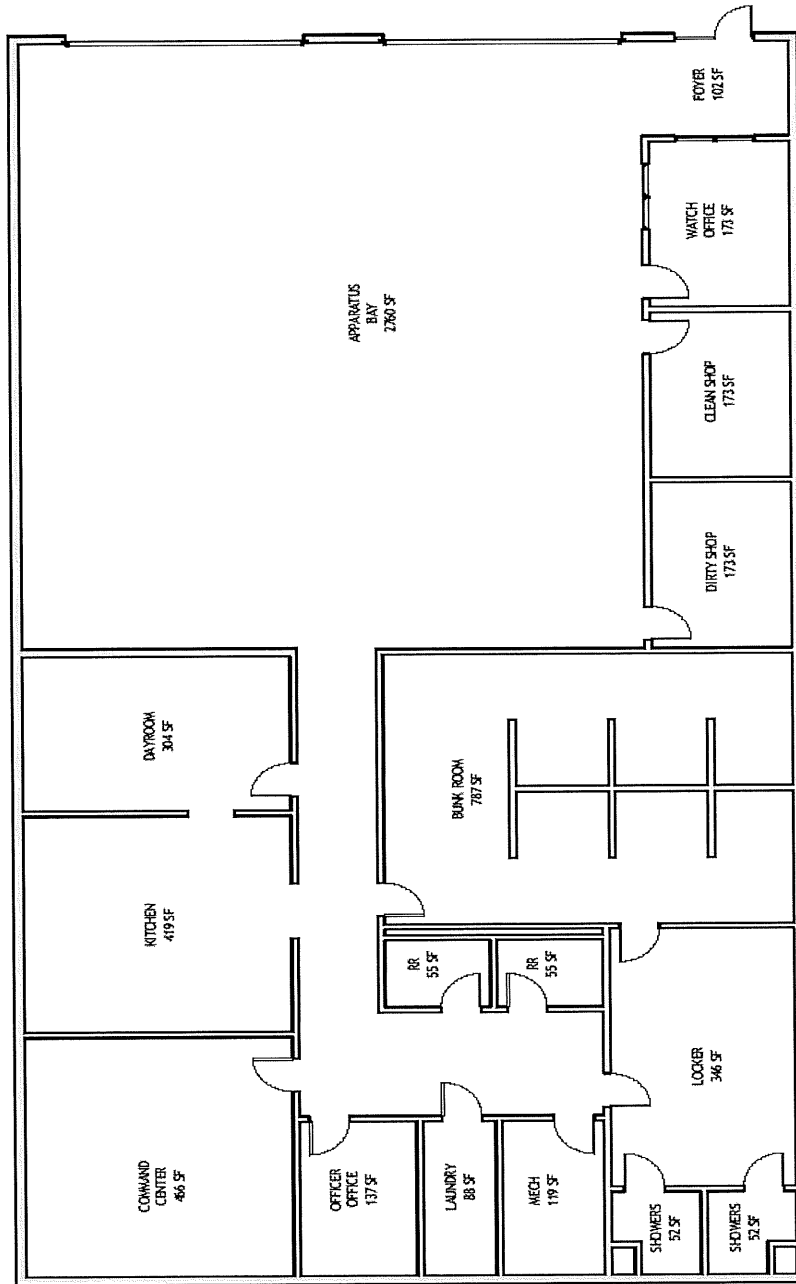 FOYER
102 SF
WATCH
OFFICE
173 SF
CLEAN SHOP
173 SF
DIRTY SHOP
173 SF
APPARATUS
BAY
2760 SF
DAYROOM
304 SF
BUNK ROOM
787 SF
KITCHEN
419 SF
RR
55 SF
RR
55 SF
COMMAND
CENTER
466 SF
OFFICER
OFFICE
137 SF
LAUNDRY
88 SF
MECH
119 SF
LOCKER
346 SF
SHOWERS
52 SF
SHOWERS
52 SF